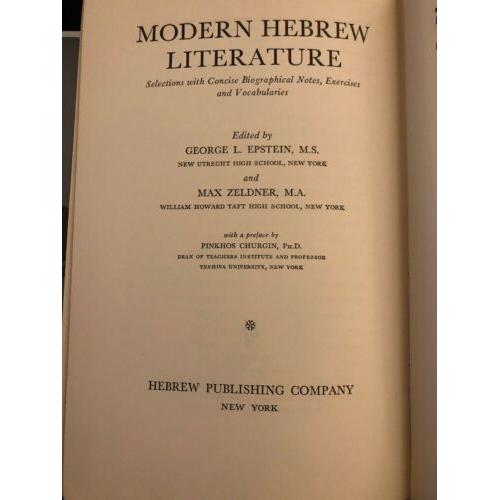 MODERN HEBREW
LITERATURE
Selections with Concise Biographical Notes, Exercises
and Vocabularies
Edited by
GEORGE L. EPSTEIN, M.S.
NEW UTRECHT HIGH SCHOOL, NEW YORK
and
MAX ZELDNER, M.A.
WILLIAM HOWARD TAFT HIGH SCHOOL, NEW YORK
with a preface by
PINKHOS CHURGIN, PH.D.
DEAN OF TEACHERS INSTITUTE AND PROFESSOR
YESHIVA UNIVERSITY, NEW YORK
HEBREW PUBLISHING COMPANY
NEW YORK